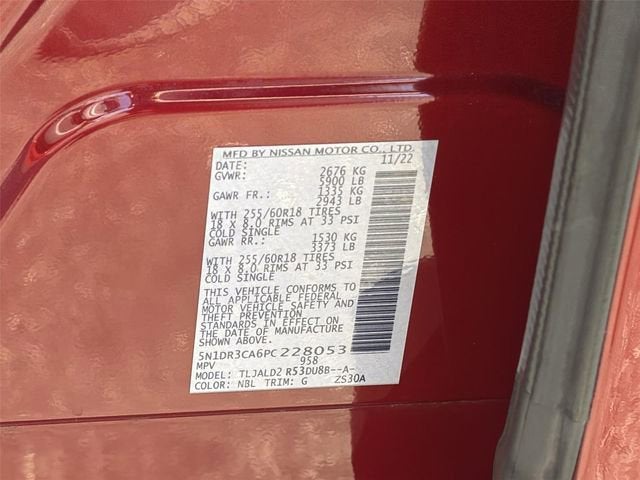 MFD BY NISSAN MOTOR CO., LTD.
DATE: 11/22
GVWR: 2676 KG
5900 LB
GAWR FR.: 1335 KG
2943 LB
WITH 255/60R18 TIRES
18 X 8.0 RIMS AT 33 PSI
COLD SINGLE
GAWR RR.: 1530 KG
3373 LB
WITH 255/60R18 TIRES
18 X 8.0 RIMS AT 33 PSI
COLD SINGLE
THIS VEHICLE CONFORMS TO
ALL APPLICABLE FEDERAL
MOTOR VEHICLE SAFETY AND
THEFT PREVENTION
STANDARDS IN EFFECT ON
THE DATE OF MANUFACTURE
SHOWN ABOVE.
5N1DR3CA6PC228053
MPV 958
MODEL: TLJALD2 R53DU8B--A-
COLOR: NBL TRIM: G ZS30A